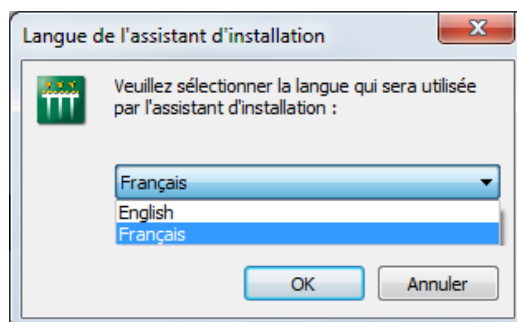 Langue de l'assistant d'installation
Veuillez sélectionner la langue qui sera utilisée
par l'assistant d'installation :
Français
English
Français
OK
Annuler